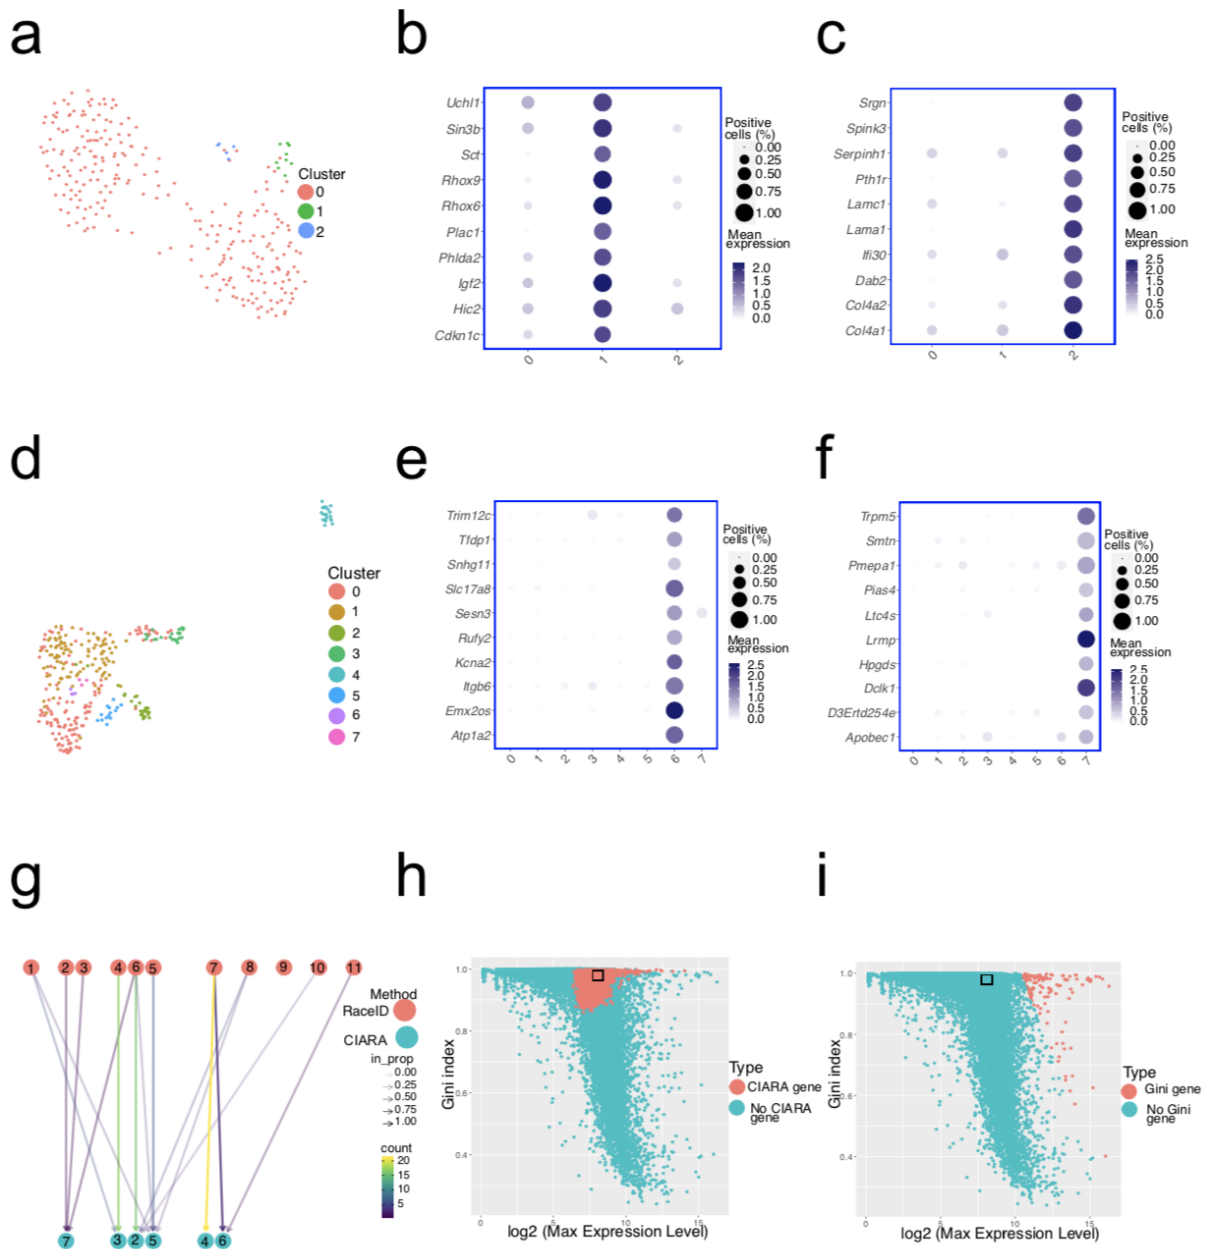 a
Cluster
0
1
2
b
Uchl1
Sin3b
Sct
Rhox9
Rhox6
Plac1
Phlda2
Igf2
Hic2
Cdkn1c
0
1
2
Positive
cells (%)
0.00
0.25
0.50
0.75
1.00
Mean
expression
2.0
1.5
1.0
0.5
0.0
c
Srgn
Spink3
Serpinh1
Pth1r
Lamc1
Lama1
Ifi30
Dab2
Col4a2
Col4a1
0
1
2
Positive
cells (%)
0.00
0.25
0.50
0.75
1.00
Mean
expression
2.5
2.0
1.5
1.0
0.5
0.0
d
Cluster
0
1
2
3
4
5
6
7
e
Trim12c
Tfdp1
Snhg11
Slc17a8
Sesn3
Rufy2
Kcna2
Itgb6
Emx2os
Atp1a2
0
1
2
3
4
5
6
7
Positive
cells (%)
0.00
0.25
0.50
0.75
1.00
Mean
expression
2.5
2.0
1.5
1.0
0.5
0.0
f
Trpm5
Smtn
Pmepa1
Pias4
Ltc4s
Lrmp
Hpgds
Dclk1
D3Ertd254e
Apobec1
0
1
2
3
4
5
6
7
Positive
cells (%)
0.00
0.25
0.50
0.75
1.00
Mean
expression
2.5
2.0
1.5
1.0
0.5
0.0
g
1 2 3 4 6 5 7 8 9 10 11
7 3 2 5 4 6
Method
RaceID
CIARA
in_prop
0.00
0.25
0.50
0.75
1.00
count
20
15
10
5
h
Gini index
1.0
0.8
0.6
0.4
0 5 10 15
log2 (Max Expression Level)
Type
CIARA gene
No CIARA
gene
i
Gini index
1.0
0.8
0.6
0.4
0 5 10 15
log2 (Max Expression Level)
Type
Gini gene
No Gini
gene